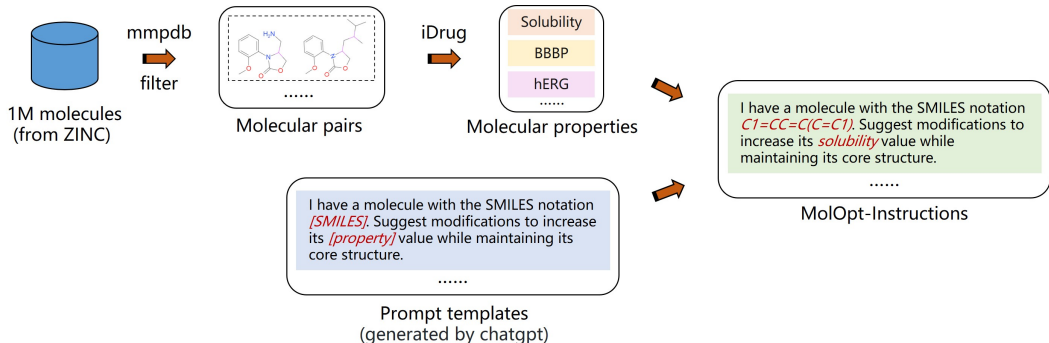 1M molecules
(from ZINC)
mmpdb
filter
H₂N
N
O
O
O
N
O
O
O
......
Molecular pairs
iDrug
Solubility
BBBP
hERG
......
Molecular properties
I have a molecule with the SMILES notation
[SMILES]. Suggest modifications to increase
its [property] value while maintaining its
core structure.
......
Prompt templates
(generated by chatgpt)
I have a molecule with the SMILES notation
C1=CC=C(C=C1). Suggest modifications to
increase its solubility value while
maintaining its core structure.
......
MolOpt-Instructions